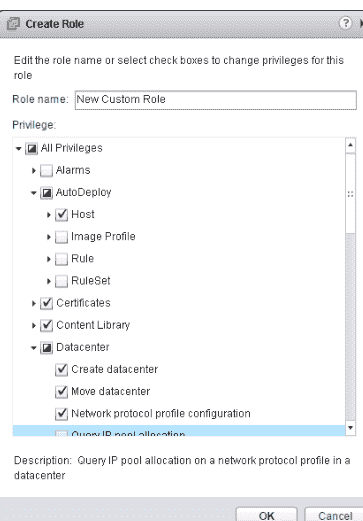 Create Role
?
Edit the role name or select check boxes to change privileges for this
role
Role name: New Custom Role
Privilege:
All Privileges
Alarms
AutoDeploy
Host
Image Profile
Rule
RuleSet
Certificates
Content Library
Datacenter
Create datacenter
Move datacenter
Network protocol profile configuration
Query IP pool allocation
Description: Query IP pool allocation on a network protocol profile in a
datacenter
OK Cancel